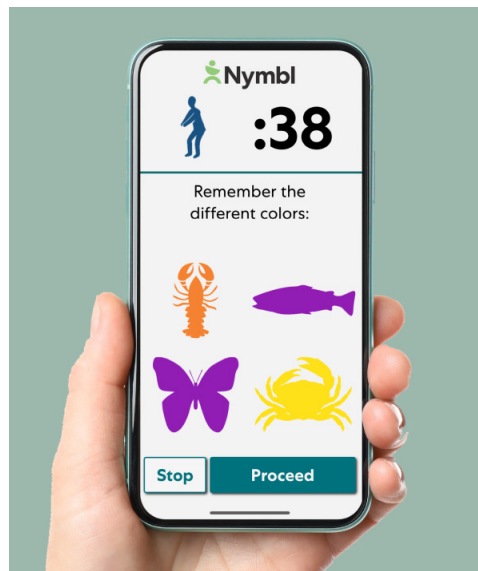 Nymbl
:38
Remember the
different colors:
Stop
Proceed